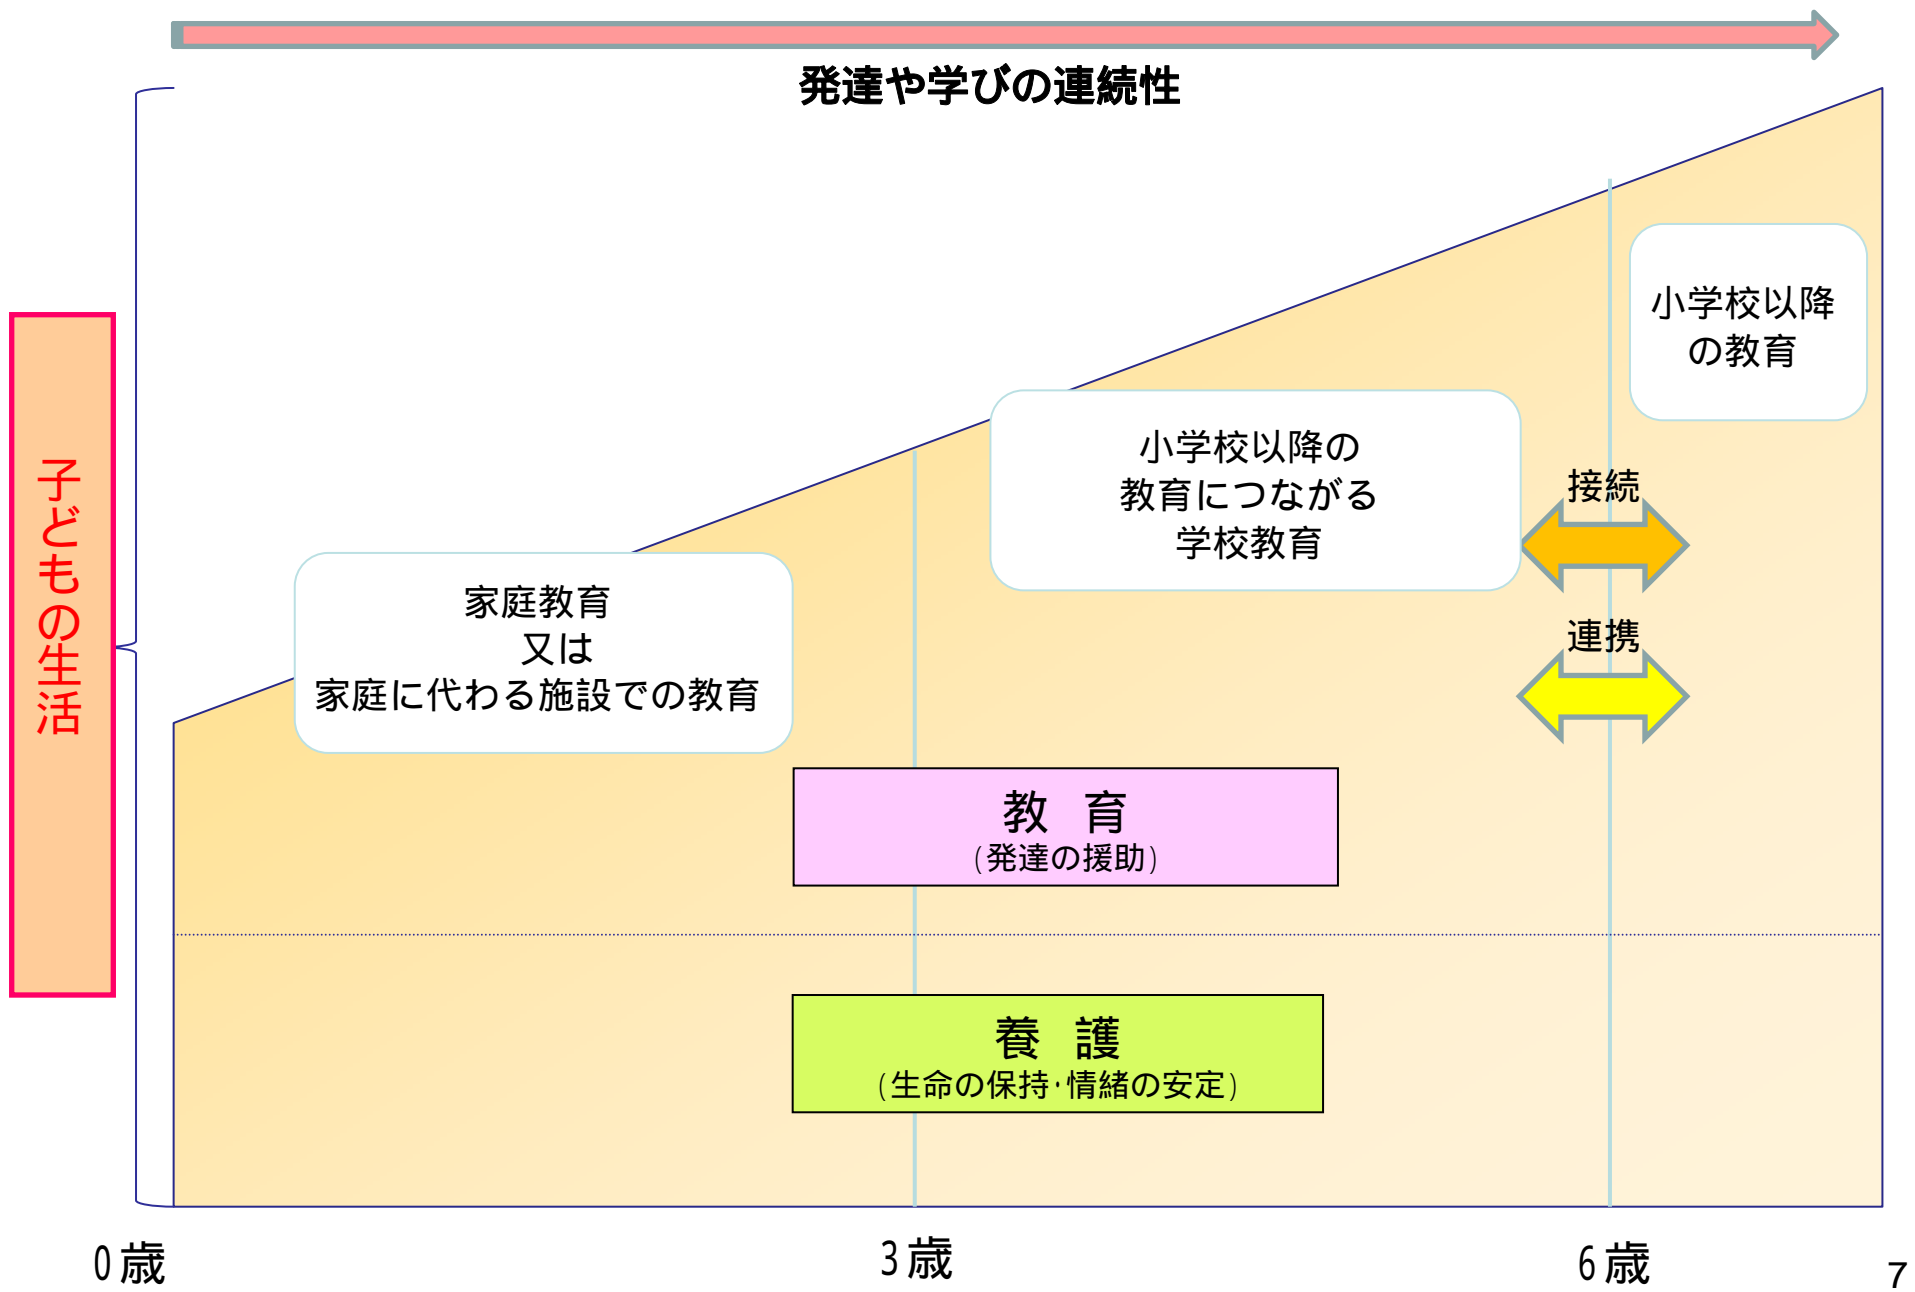 発達や学びの連続性
子どもの生活
小学校以降
の教育
小学校以降の
教育につながる
学校教育
接続
家庭教育
又は
家庭に代わる施設での教育
連携
教 育
(発達の援助)
養 護
(生命の保持・情緒の安定)
0歳
3歳
6歳
7